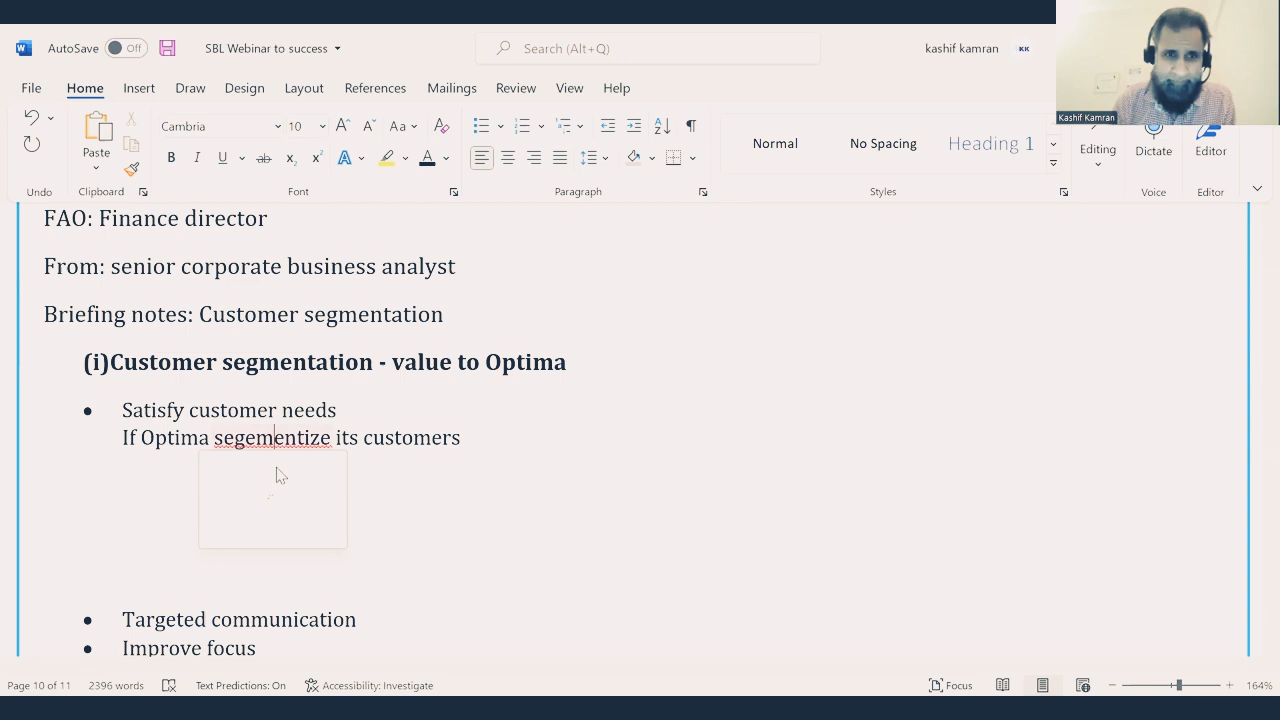 AutoSave Off SBL Webinar to success Search (Alt+Q) kashif kamran KK
Kashif Kamran
File Home Insert Draw Design Layout References Mailings Review View Help
Paste Cambria 10 Normal No Spacing Heading 1 Editing Dictate Editor
Undo Clipboard Font Paragraph Styles Voice Editor
FAO: Finance director
From: senior corporate business analyst
Briefing notes: Customer segmentation
(i)Customer segmentation - value to Optima
• Satisfy customer needs
If Optima segementize its customers
• Targeted communication
• Improve focus
Page 10 of 11 2396 words Text Predictions: On Accessibility: Investigate Focus 164%